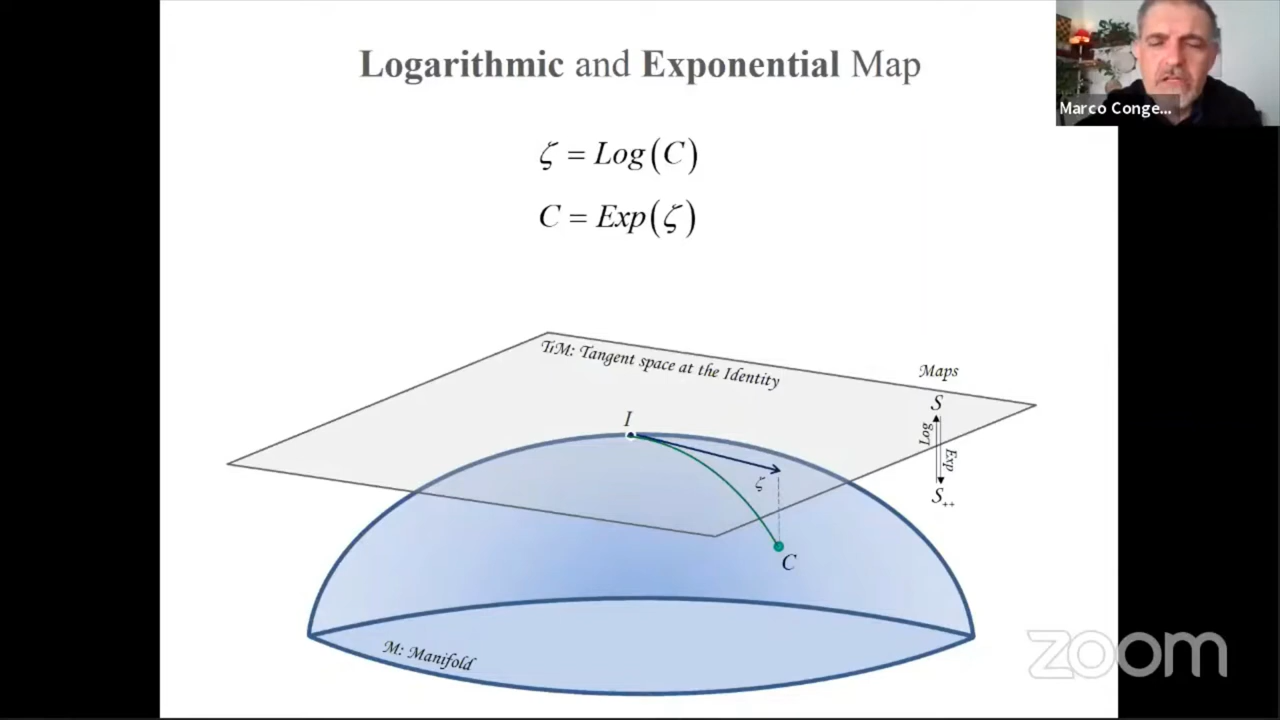 Logarithmic and Exponential Map
Marco Conge...
ζ = Log(C)
C = Exp(ζ)
TIM: Tangent space at the Identity
Maps
S
Log
Exp
S++
I
ζ
C
M: Manifold
zoom